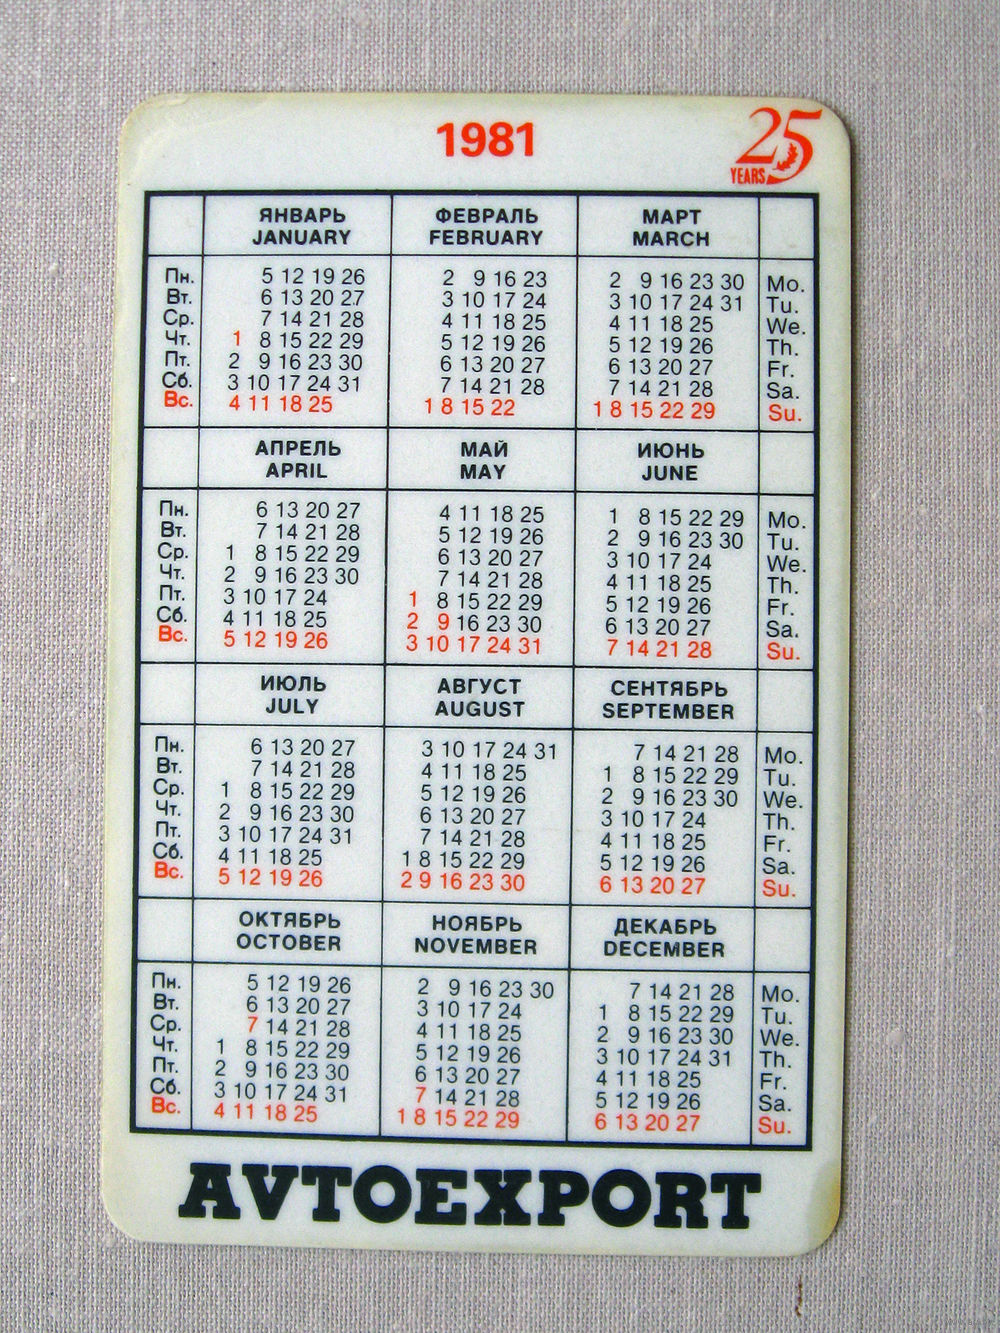 1981
25
YEARS
ЯНВАРЬ ФЕВРАЛЬ МАРТ
JANUARY FEBRUARY MARCH
Пн. 5 12 19 26 2 9 16 23 2 9 16 23 30 Mo.
Вт. 6 13 20 27 3 10 17 24 3 10 17 24 31 Tu.
Ср. 7 14 21 28 4 11 18 25 4 11 18 25 We.
Чт. 1 8 15 22 29 5 12 19 26 5 12 19 26 Th.
Пт. 2 9 16 23 30 6 13 20 27 6 13 20 27 Fr.
Сб. 3 10 17 24 31 7 14 21 28 7 14 21 28 Sa.
Вс. 4 11 18 25 1 8 15 22 1 8 15 22 29 Su.
АПРЕЛЬ МАЙ ИЮНЬ
APRIL MAY JUNE
Пн. 6 13 20 27 4 11 18 25 1 8 15 22 29 Mo.
Вт. 7 14 21 28 5 12 19 26 2 9 16 23 30 Tu.
Ср. 1 8 15 22 29 6 13 20 27 3 10 17 24 We.
Чт. 2 9 16 23 30 7 14 21 28 4 11 18 25 Th.
Пт. 3 10 17 24 1 8 15 22 29 5 12 19 26 Fr.
Сб. 4 11 18 25 2 9 16 23 30 6 13 20 27 Sa.
Вс. 5 12 19 26 3 10 17 24 31 7 14 21 28 Su.
ИЮЛЬ АВГУСТ СЕНТЯБРЬ
JULY AUGUST SEPTEMBER
Пн. 6 13 20 27 3 10 17 24 31 7 14 21 28 Mo.
Вт. 7 14 21 28 4 11 18 25 1 8 15 22 29 Tu.
Ср. 1 8 15 22 29 5 12 19 26 2 9 16 23 30 We.
Чт. 2 9 16 23 30 6 13 20 27 3 10 17 24 Th.
Пт. 3 10 17 24 31 7 14 21 28 4 11 18 25 Fr.
Сб. 4 11 18 25 1 8 15 22 29 5 12 19 26 Sa.
Вс. 5 12 19 26 2 9 16 23 30 6 13 20 27 Su.
ОКТЯБРЬ НОЯБРЬ ДЕКАБРЬ
OCTOBER NOVEMBER DECEMBER
Пн. 5 12 19 26 2 9 16 23 30 7 14 21 28 Mo.
Вт. 6 13 20 27 3 10 17 24 1 8 15 22 29 Tu.
Ср. 7 14 21 28 4 11 18 25 2 9 16 23 30 We.
Чт. 1 8 15 22 29 5 12 19 26 3 10 17 24 31 Th.
Пт. 2 9 16 23 30 6 13 20 27 4 11 18 25 Fr.
Сб. 3 10 17 24 31 7 14 21 28 5 12 19 26 Sa.
Вс. 4 11 18 25 1 8 15 22 29 6 13 20 27 Su.
AVTOEXPORT